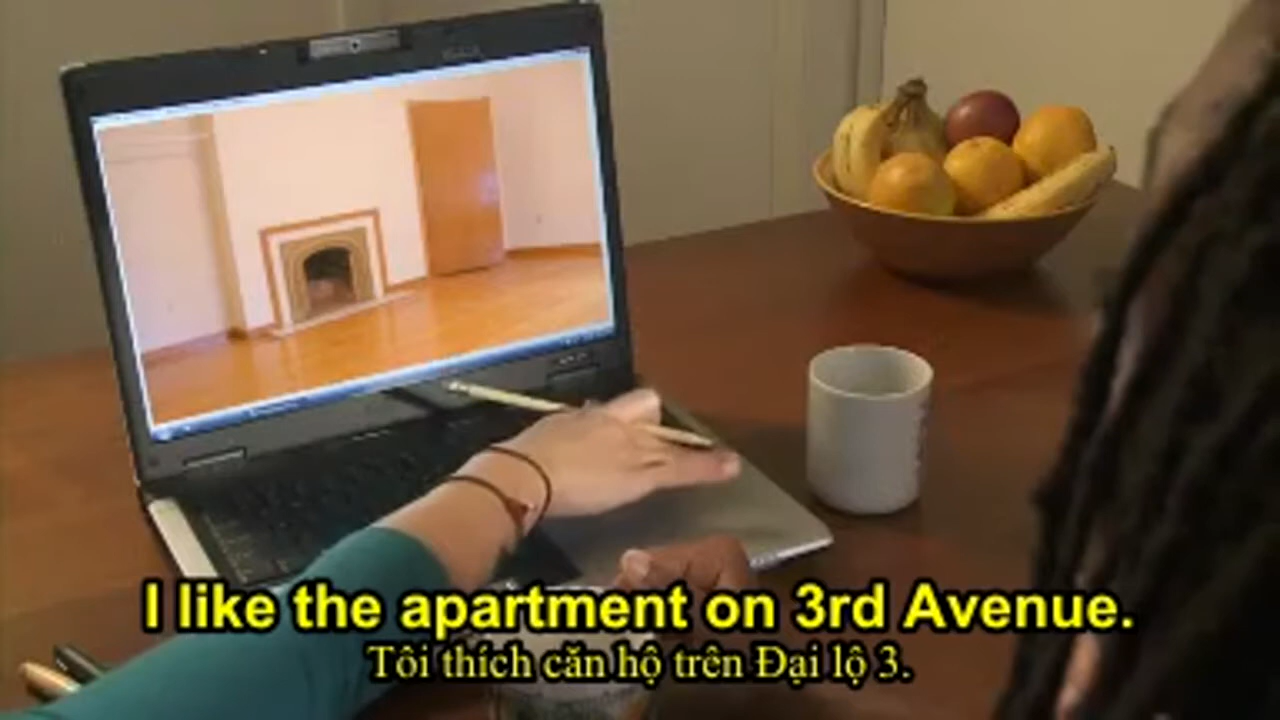 I like the apartment on 3rd Avenue.
Tôi thích căn hộ trên Đại lộ 3.